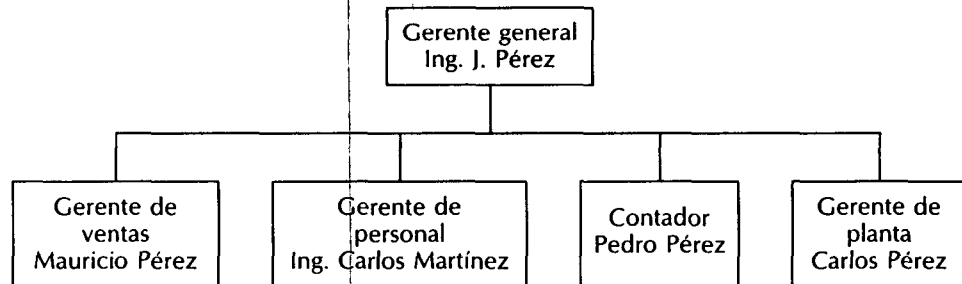 Gerente general
Ing. J. Pérez
Gerente de
ventas
Mauricio Pérez
Gerente de
personal
Ing. Carlos Martínez
Contador
Pedro Pérez
Gerente de
planta
Carlos Pérez